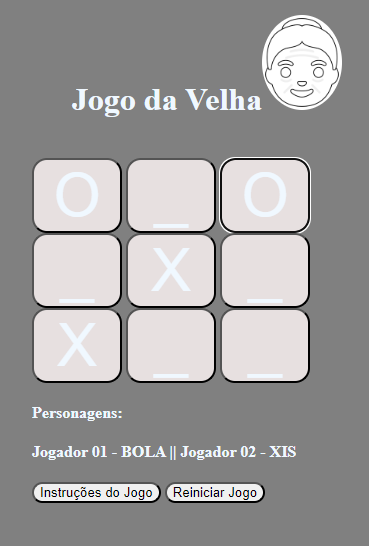 Jogo da Velha
O _ O
_ X _
X _ _
Personagens:
Jogador 01 - BOLA || Jogador 02 - XIS
Instruções do Jogo Reiniciar Jogo